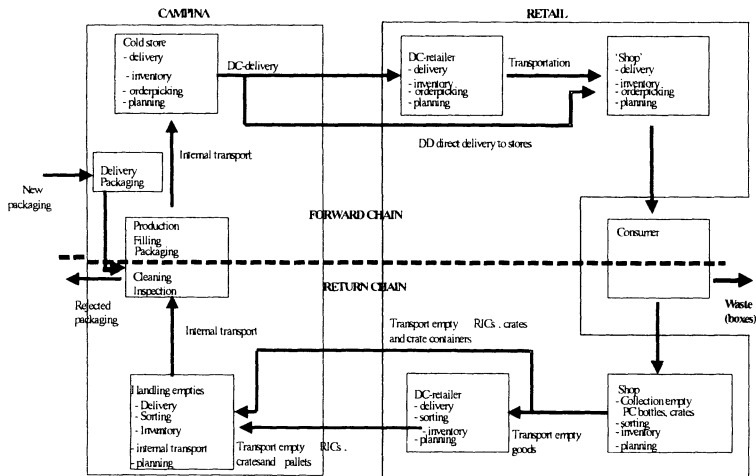 CAMPINA
RETAIL
Cold store
- delivery
- inventory
- orderpicking
- planning
DC-delivery
DC-retailer
- delivery
- inventory
- orderpicking
- planning
Transportation
'Shop'
- delivery
- inventory
- orderpicking
- planning
DD direct delivery to stores
Internal transport
Delivery
Packaging
New
packaging
Production
Filling
Packaging
FORWARD CHAIN
Consumer
Cleaning
Inspection
RETURN CHAIN
Rejected
packaging
Waste
(boxes)
Internal transport
Transport empty RICs. crates
and crate containers
Handling empties
- Delivery
- Sorting
- Inventory
- internal transport
- planning
Transport empty RICs.
crates and pallets
DC-retailer
- delivery
- sorting
- inventory
- planning
Transport empty
goods
Shop
- Collection empty
PC bottles, crates
- sorting
- inventory
- planning